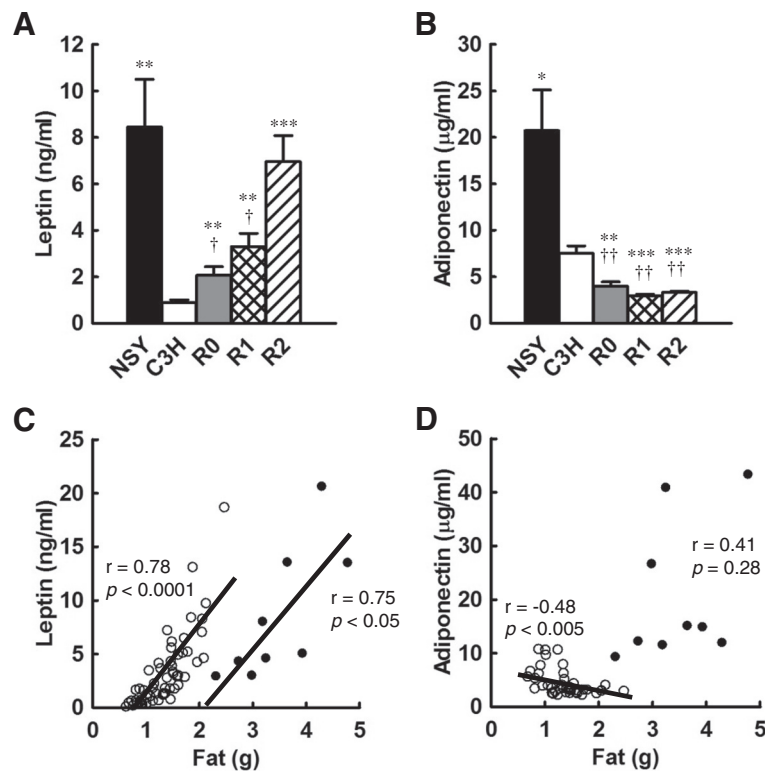 A
Leptin (ng/ml)
12
10
8
6
4
2
0
**
**
†
**
†
***
NSY
C3H
R0
R1
R2
B
Adiponectin (μg/ml)
30
25
20
15
10
5
0
*
**
††
***
††
***
††
NSY
C3H
R0
R1
R2
C
Leptin (ng/ml)
25
20
15
10
5
0
r = 0.78
p < 0.0001
r = 0.75
p < 0.05
0 1 2 3 4 5
Fat (g)
D
Adiponectin (μg/ml)
50
40
30
20
10
0
r = 0.41
p = 0.28
r = -0.48
p < 0.005
0 1 2 3 4 5
Fat (g)